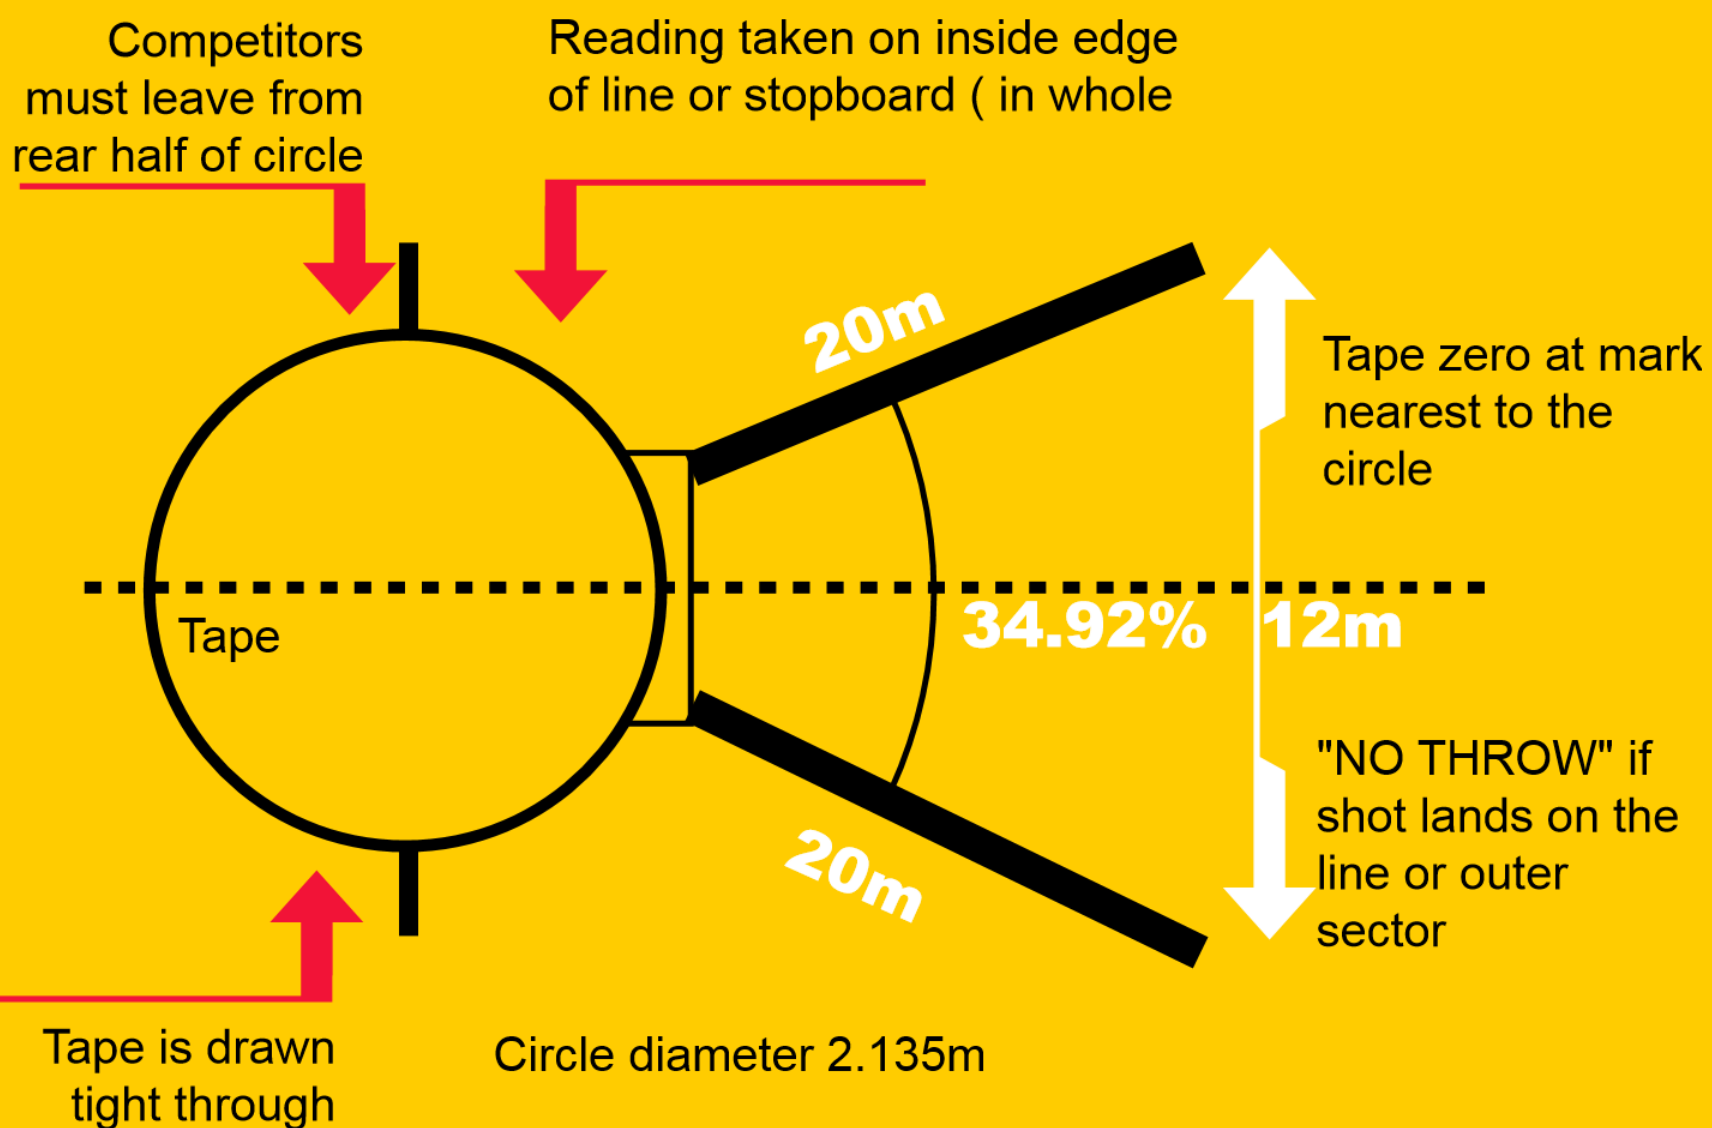 Competitors
must leave from
rear half of circle
Reading taken on inside edge
of line or stopboard ( in whole
20m
Tape zero at mark
nearest to the
circle
Tape
34.92%
12m
"NO THROW" if
shot lands on the
line or outer
sector
20m
Tape is drawn
tight through
Circle diameter 2.135m